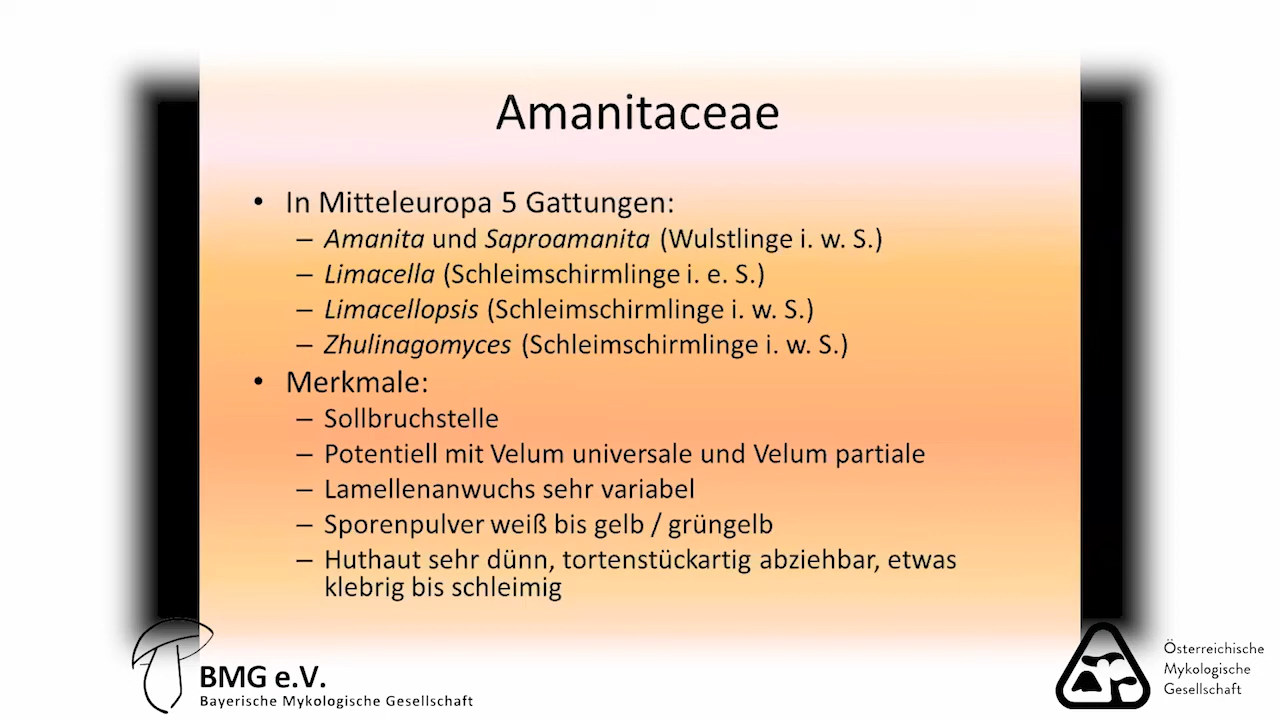 Amanitaceae
• In Mitteleuropa 5 Gattungen:
– Amanita und Saproamanita (Wulstlinge i. w. S.)
– Limacella (Schleimschirmlinge i. e. S.)
– Limacellopsis (Schleimschirmlinge i. w. S.)
– Zhulinagomyces (Schleimschirmlinge i. w. S.)
• Merkmale:
– Sollbruchstelle
– Potentiell mit Velum universale und Velum partiale
– Lamellenanwuchs sehr variabel
– Sporenpulver weiß bis gelb / grüngelb
– Huthaut sehr dünn, tortenstückartig abziehbar, etwas
klebrig bis schleimig
BMG e.V.
Bayerische Mykologische Gesellschaft
Österreichische
Mykologische
Gesellschaft